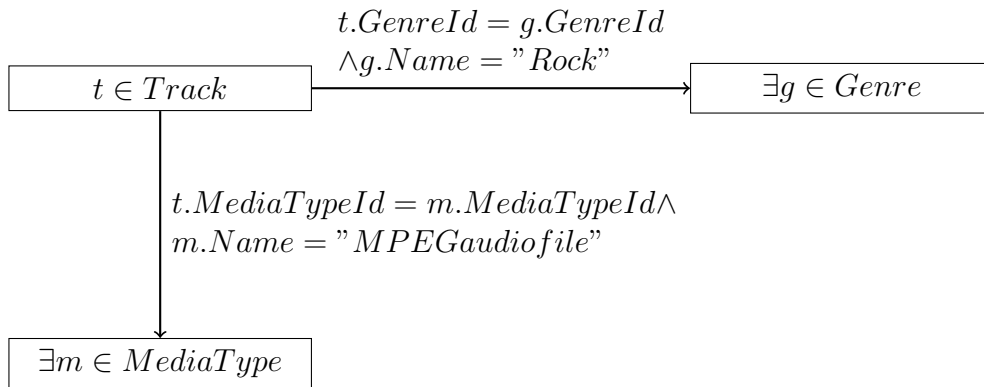 t.GenreId = g.GenreId
∧g.Name = "Rock"
t ∈ Track
∃g ∈ Genre
t.MediaTypeId = m.MediaTypeId∧
m.Name = "MPEGaudiofile"
∃m ∈ MediaType